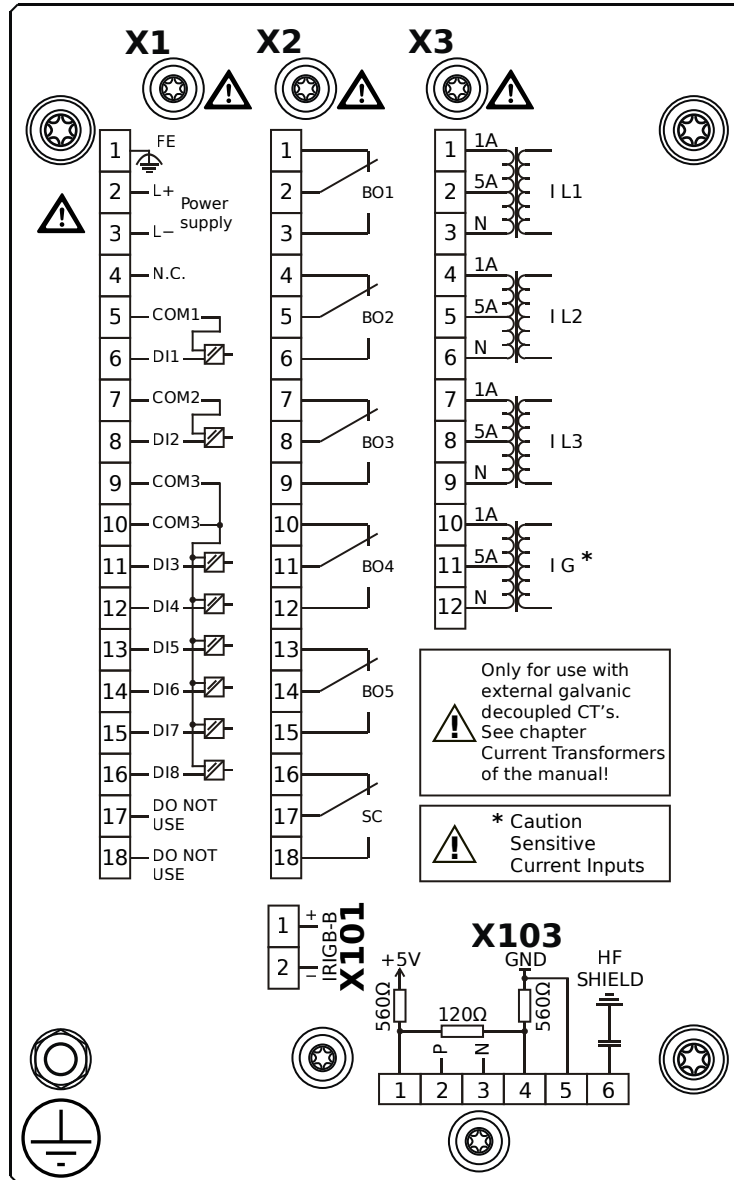 X1
X2
X3
1 FE
2 L+
Power
supply
3 L−
4 N.C.
5 COM1
6 DI1
7 COM2
8 DI2
9 COM3
10 COM3
11 DI3
12 DI4
13 DI5
14 DI6
15 DI7
16 DI8
17 DO NOT
USE
18 DO NOT
USE
1
2 BO1
3
4
5 BO2
6
7
8 BO3
9
10
11 BO4
12
13
14 BO5
15
16
17 SC
18
1 1A
2 5A I L1
3 N
4 1A
5 5A I L2
6 N
7 1A
8 5A I L3
9 N
10 1A
11 5A I G *
12 N
Only for use with
external galvanic
decoupled CT’s.
See chapter
Current Transformers
of the manual!
* Caution
Sensitive
Current Inputs
1 +
2 −
IRIGB-B
X101
X103
+5V
GND
HF
SHIELD
560Ω
120Ω
560Ω
P
N
1 2 3 4 5 6